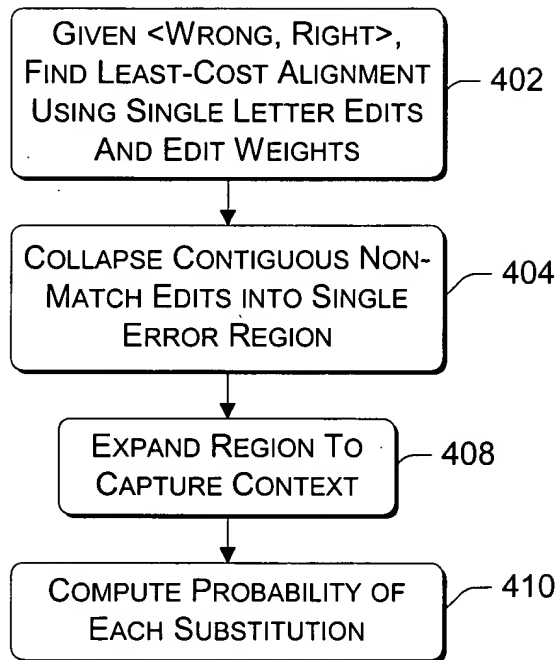 GIVEN <WRONG, RIGHT>,
FIND LEAST-COST ALIGNMENT
USING SINGLE LETTER EDITS
AND EDIT WEIGHTS
402
COLLAPSE CONTIGUOUS NON-
MATCH EDITS INTO SINGLE
ERROR REGION
404
EXPAND REGION TO
CAPTURE CONTEXT
408
COMPUTE PROBABILITY OF
EACH SUBSTITUTION
410